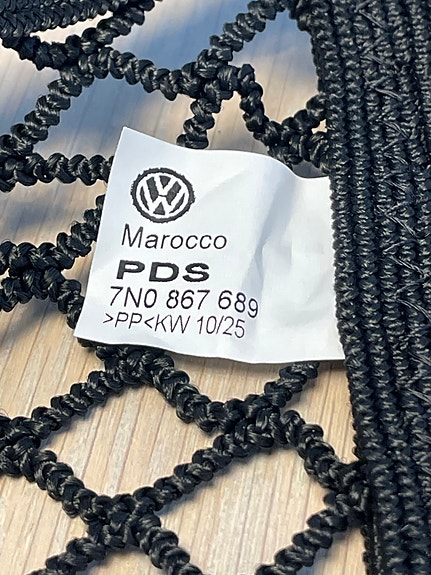 Marocco
PDS
7N0 867 689
>PP<KW 10/25